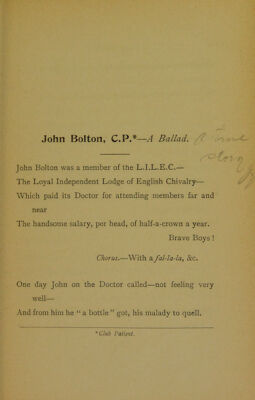 John Bolton, C.P.*—A Ballad.
A True
story
John Bolton was a member of the L.I.L.E.C.—
The Loyal Independent Lodge of English Chivalry—
Which paid its Doctor for attending members far and
near
The handsome salary, per head, of half-a-crown a year.
Brave Boys!
Chorus.—With a fal-la-la, &c.
One day John on the Doctor called—not feeling very
well—
And from him he "a bottle" got, his malady to quell.
*Club Patient.